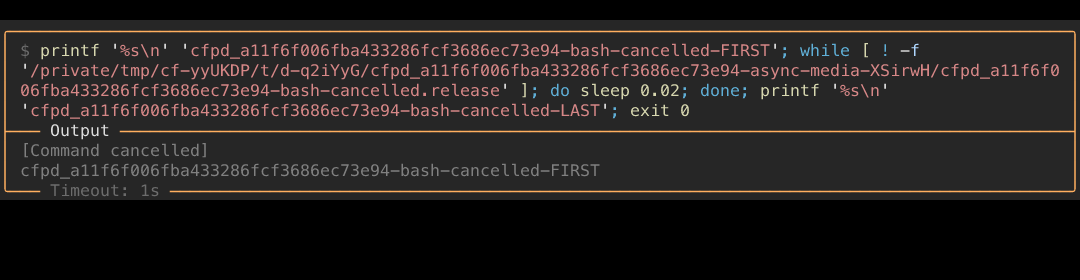 $ printf '%s\n' 'cfpd_a11f6f006fba433286fcf3686ec73e94-bash-cancelled-FIRST'; while [ ! -f
'/private/tmp/cf-yyUKDP/t/d-q2iYyG/cfpd_a11f6f006fba433286fcf3686ec73e94-async-media-XSirwH/cfpd_a11f6f0
06fba433286fcf3686ec73e94-bash-cancelled.release' ]; do sleep 0.02; done; printf '%s\n'
'cfpd_a11f6f006fba433286fcf3686ec73e94-bash-cancelled-LAST'; exit 0
Output
[Command cancelled]
cfpd_a11f6f006fba433286fcf3686ec73e94-bash-cancelled-FIRST
Timeout: 1s